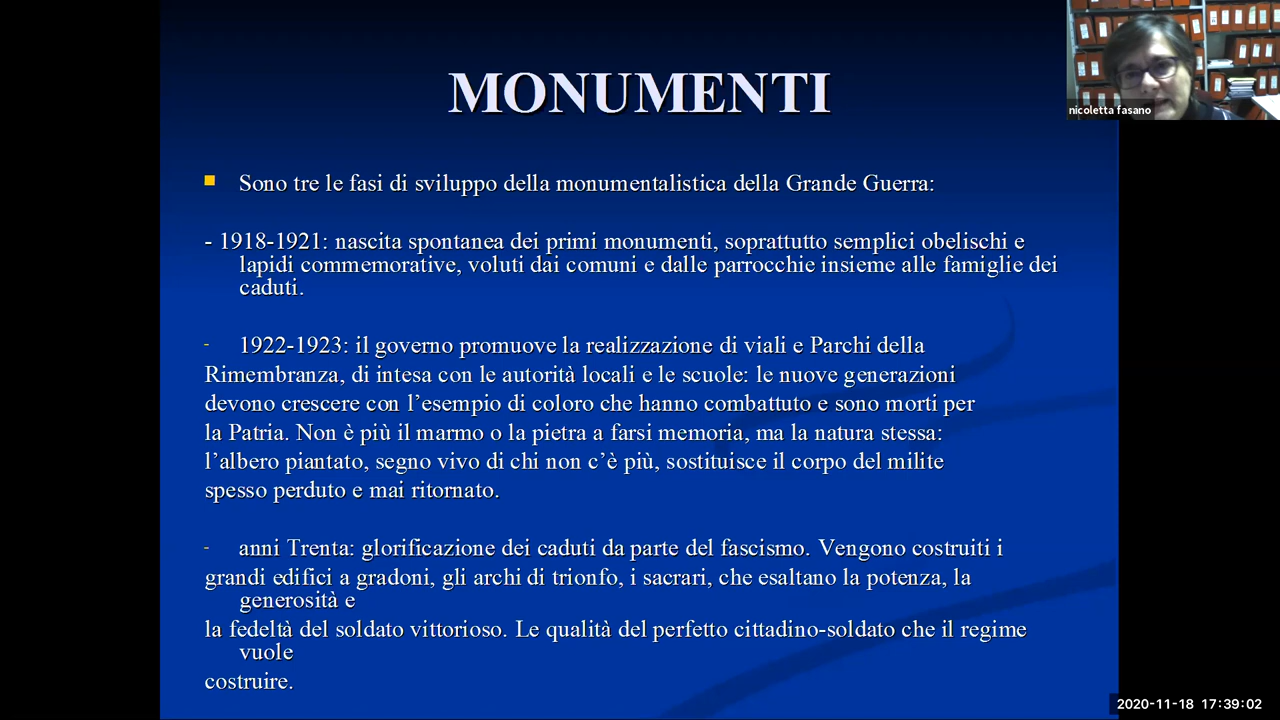 MONUMENTI
nicoletta fasano
Sono tre le fasi di sviluppo della monumentalistica della Grande Guerra:
- 1918-1921: nascita spontanea dei primi monumenti, soprattutto semplici obelischi e
lapidi commemorative, voluti dai comuni e dalle parrocchie insieme alle famiglie dei
caduti.
- 1922-1923: il governo promuove la realizzazione di viali e Parchi della
Rimembranza, di intesa con le autorità locali e le scuole: le nuove generazioni
devono crescere con l’esempio di coloro che hanno combattuto e sono morti per
la Patria. Non è più il marmo o la pietra a farsi memoria, ma la natura stessa:
l’albero piantato, segno vivo di chi non c’è più, sostituisce il corpo del milite
spesso perduto e mai ritornato.
- anni Trenta: glorificazione dei caduti da parte del fascismo. Vengono costruiti i
grandi edifici a gradoni, gli archi di trionfo, i sacrari, che esaltano la potenza, la
generosità e
la fedeltà del soldato vittorioso. Le qualità del perfetto cittadino-soldato che il regime
vuole
costruire.
2020-11-18 17:39:02